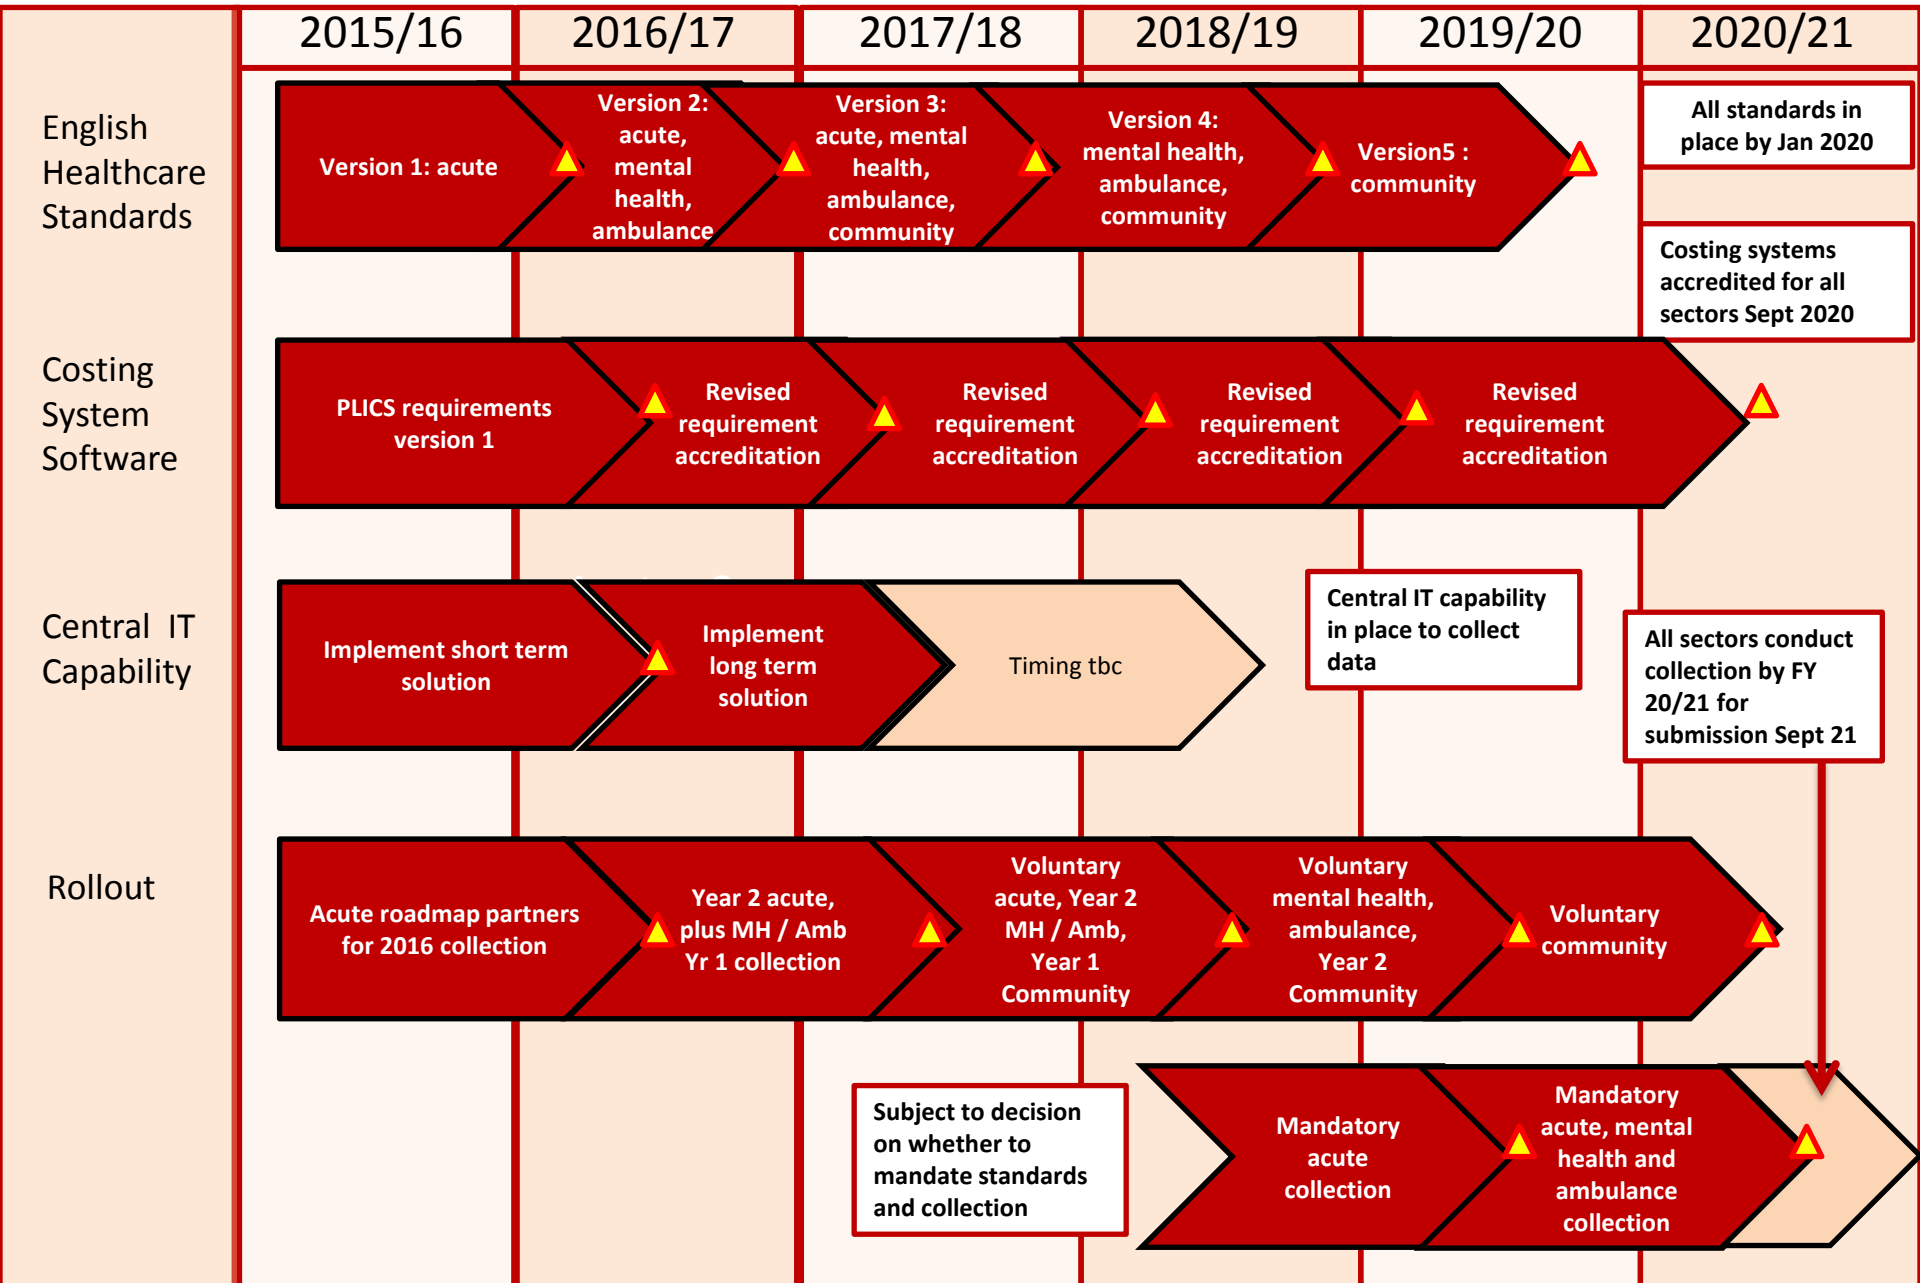 2015/16
2016/17
2017/18
2018/19
2019/20
2020/21
English
Healthcare
Standards
Version 1: acute
Version 2:
acute,
mental
health,
ambulance
Version 3:
acute, mental
health,
ambulance,
community
Version 4:
mental health,
ambulance,
community
Version5 :
community
All standards in
place by Jan 2020
Costing systems
accredited for all
sectors Sept 2020
Costing
System
Software
PLICS requirements
version 1
Revised
requirement
accreditation
Revised
requirement
accreditation
Revised
requirement
accreditation
Revised
requirement
accreditation
Central IT
Capability
Implement short term
solution
Implement
long term
solution
Timing tbc
Central IT capability
in place to collect
data
All sectors conduct
collection by FY
20/21 for
submission Sept 21
Rollout
Acute roadmap partners
for 2016 collection
Year 2 acute,
plus MH / Amb
Yr 1 collection
Voluntary
acute, Year 2
MH / Amb,
Year 1
Community
Voluntary
mental health,
ambulance,
Year 2
Community
Voluntary
community
Subject to decision
on whether to
mandate standards
and collection
Mandatory
acute
collection
Mandatory
acute, mental
health and
ambulance
collection